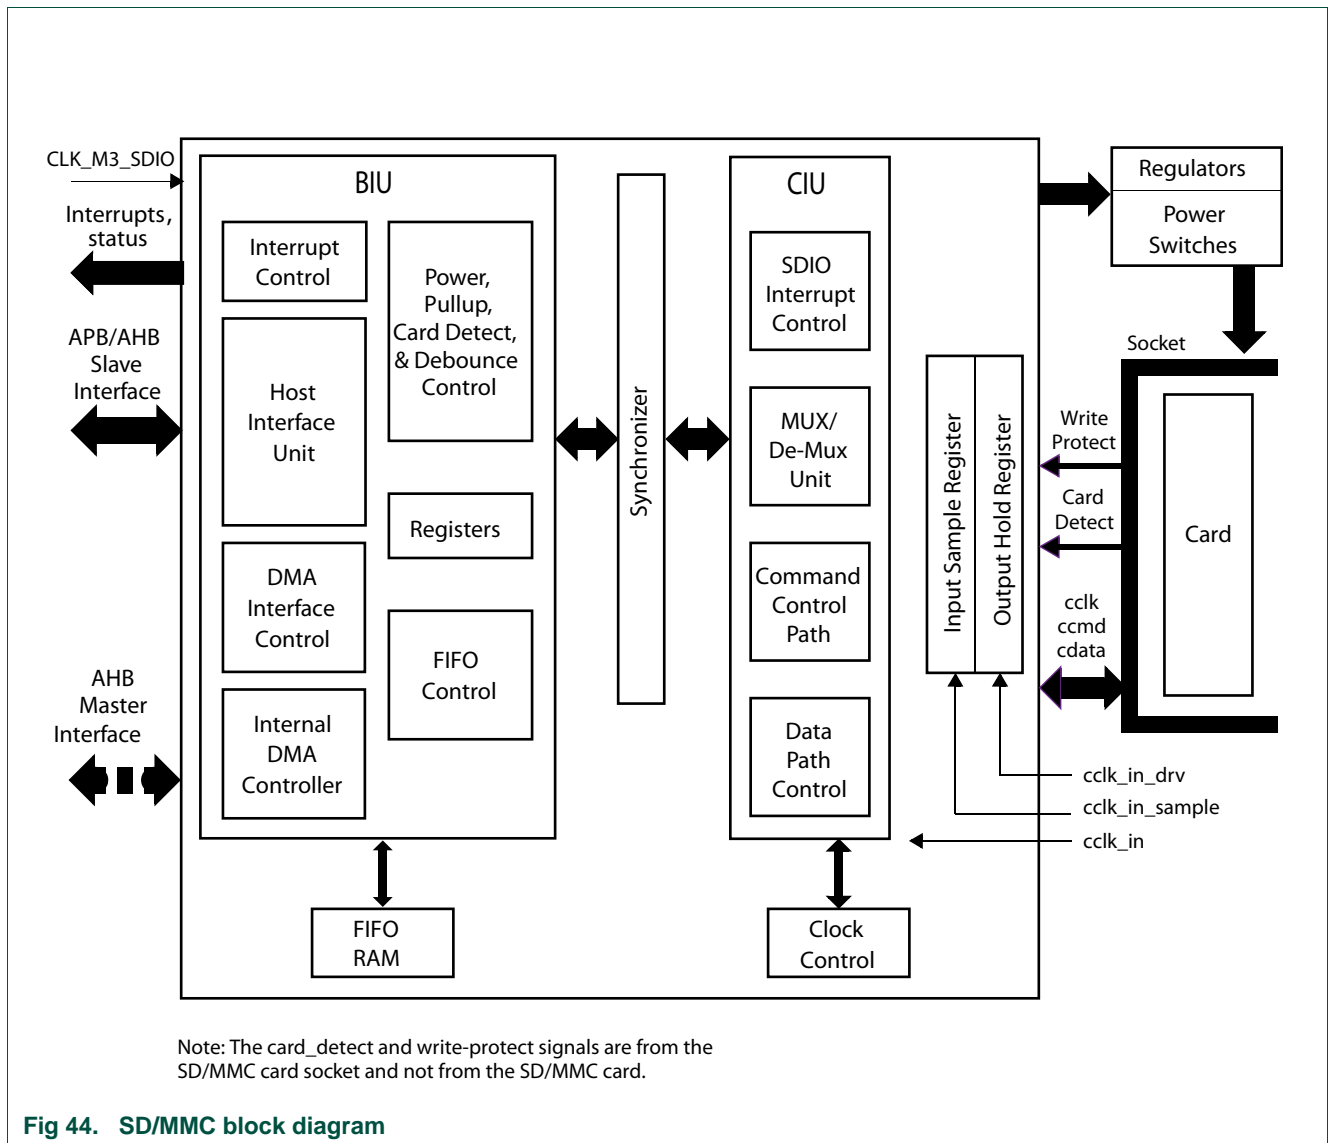 CLK_M3_SDIO
Interrupts,
status
APB/AHB
Slave
Interface
AHB
Master
Interface
BIU
Interrupt
Control
Host
Interface
Unit
DMA
Interface
Control
Internal
DMA
Controller
Power,
Pullup,
Card Detect,
& Debounce
Control
Registers
FIFO
Control
FIFO
RAM
Synchronizer
CIU
SDIO
Interrupt
Control
MUX/
De-Mux
Unit
Command
Control
Path
Data
Path
Control
Clock
Control
Input Sample Register
Output Hold Register
Regulators
Power
Switches
Socket
Write
Protect
Card
Detect
cclk
ccmd
cdata
Card
cclk_in_drv
cclk_in_sample
cclk_in
Note: The card_detect and write-protect signals are from the
SD/MMC card socket and not from the SD/MMC card.
Fig 44. SD/MMC block diagram